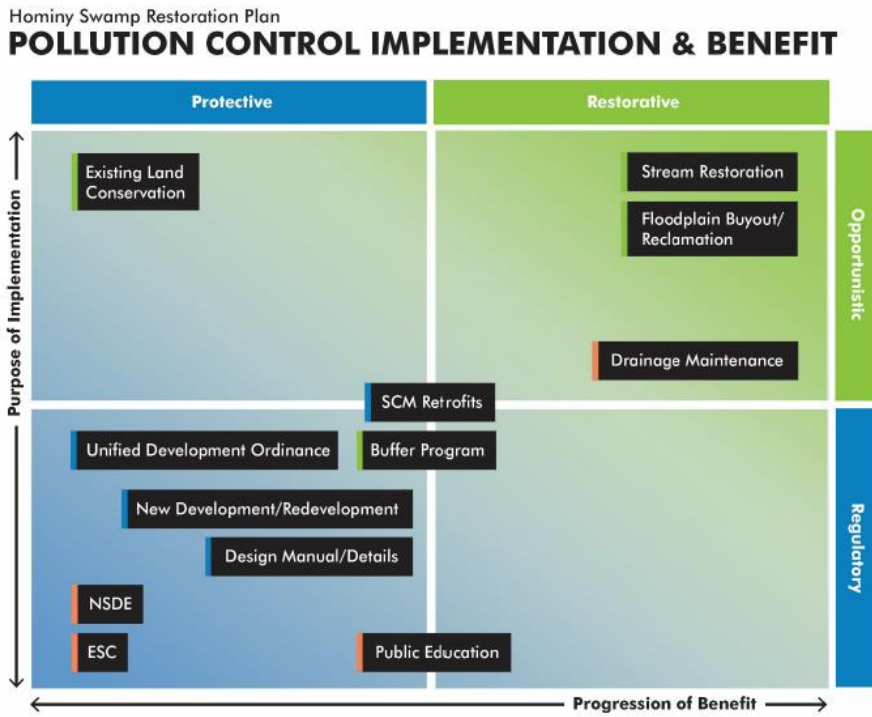 Hominy Swamp Restoration Plan
POLLUTION CONTROL IMPLEMENTATION & BENEFIT
Protective
Restorative
Purpose of Implementation
Existing Land
Conservation
Stream Restoration
Floodplain Buyout/
Reclamation
Drainage Maintenance
Opportunistic
SCM Retrofits
Unified Development Ordinance
Buffer Program
New Development/Redevelopment
Design Manual/Details
NSDE
ESC
Public Education
Regulatory
Progression of Benefit